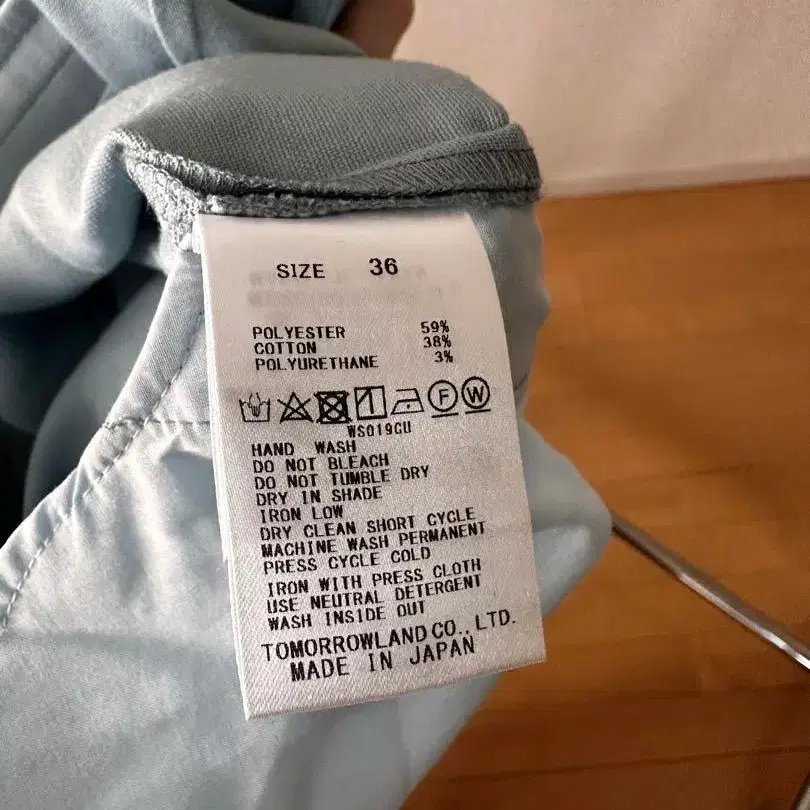 SIZE 36
POLYESTER 59%
COTTON 38%
POLYURETHANE 3%
F W
WS019CU
HAND WASH
DO NOT BLEACH
DO NOT TUMBLE DRY
DRY IN SHADE
IRON LOW
DRY CLEAN SHORT CYCLE
MACHINE WASH PERMANENT
PRESS CYCLE COLD
IRON WITH PRESS CLOTH
USE NEUTRAL DETERGENT
WASH INSIDE OUT
TOMORROWLAND CO., LTD.
MADE IN JAPAN